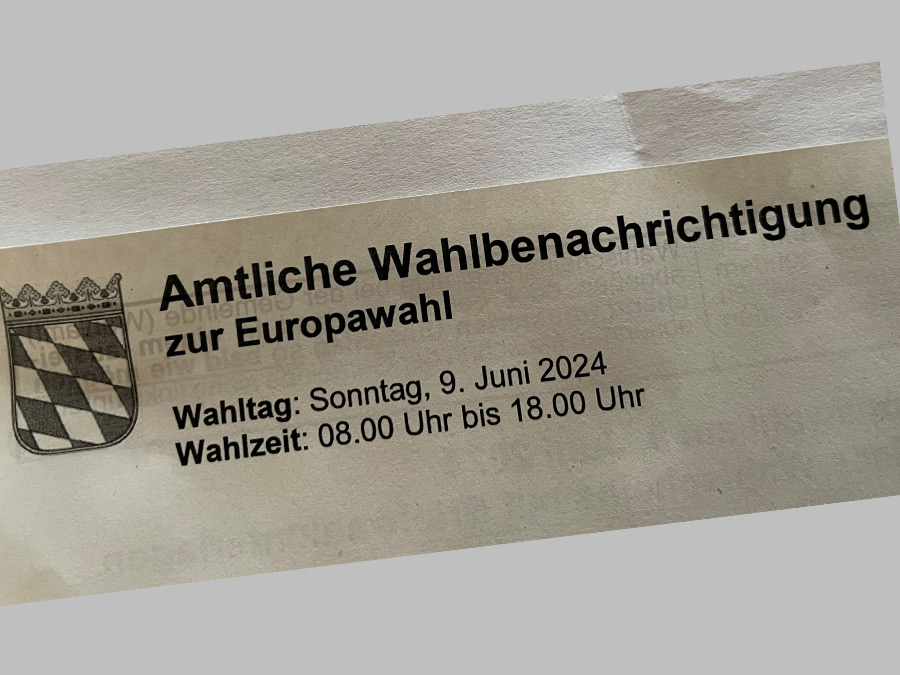 Amtliche Wahlbenachrichtigung
zur Europawahl
Wahltag: Sonntag, 9. Juni 2024
Wahlzeit: 08.00 Uhr bis 18.00 Uhr